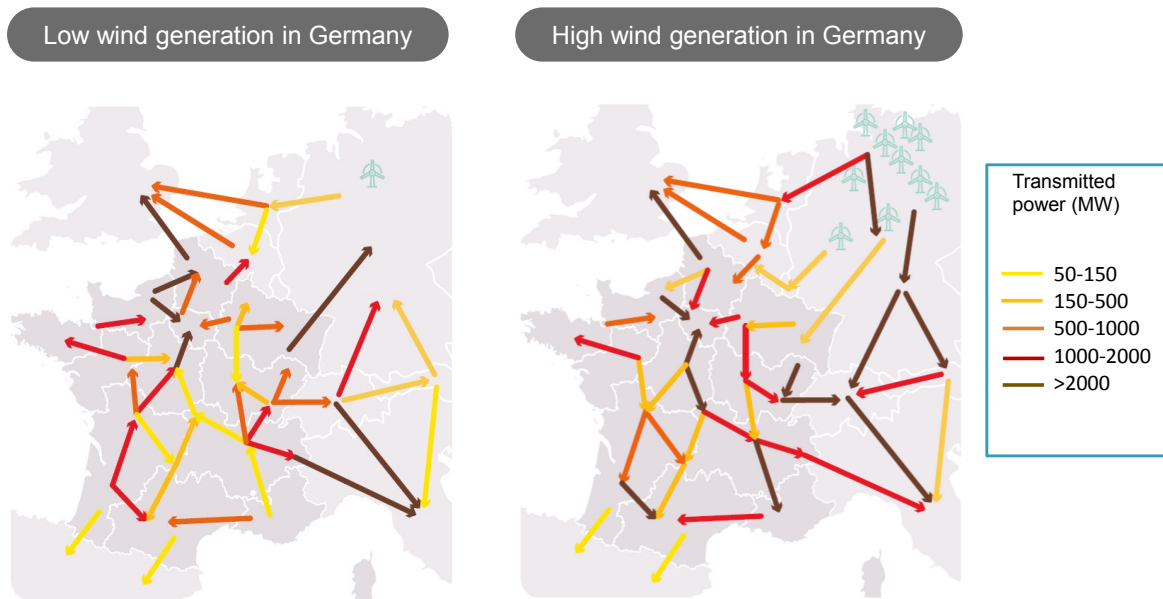 Low wind generation in Germany
High wind generation in Germany
Transmitted
power (MW)
50-150
150-500
500-1000
1000-2000
>2000